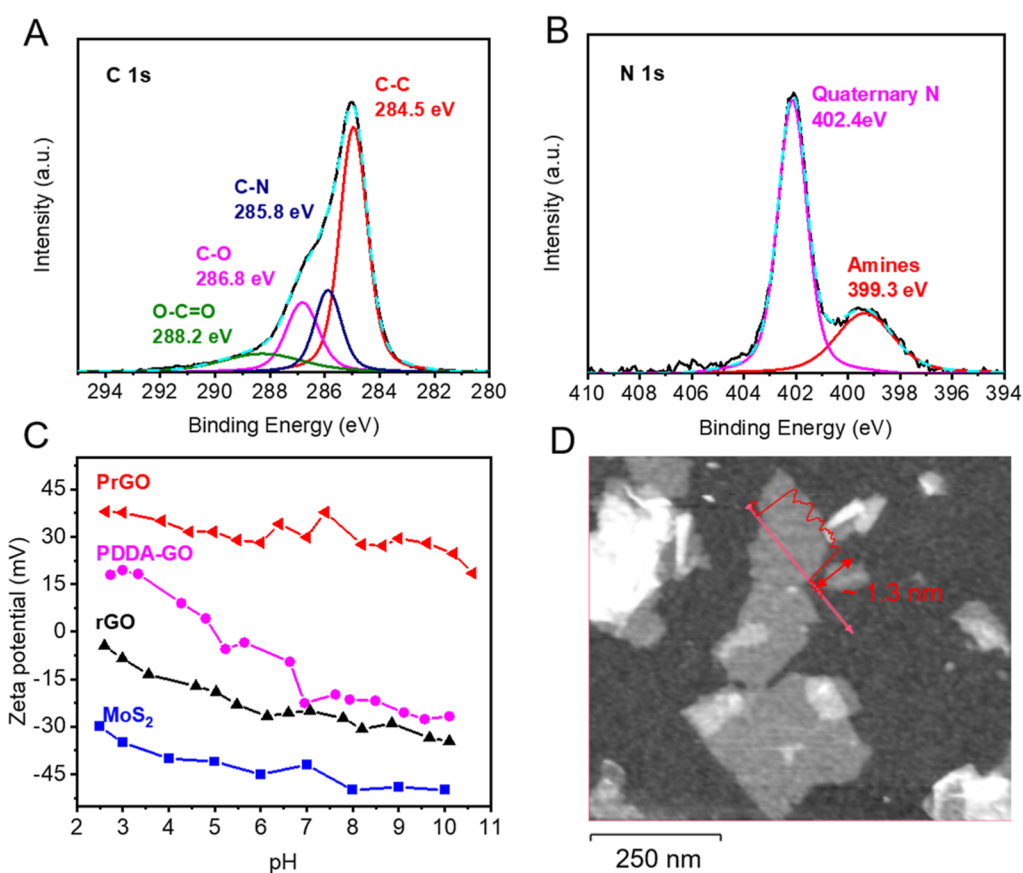 A
C 1s
C-C
284.5 eV
C-N
285.8 eV
C-O
286.8 eV
O-C=O
288.2 eV
Intensity (a.u.)
294 292 290 288 286 284 282 280
Binding Energy (eV)
B
N 1s
Quaternary N
402.4eV
Amines
399.3 eV
Intensity (a.u.)
410 408 406 404 402 400 398 396 394
Binding Energy (eV)
C
PrGO
PDDA-GO
rGO
MoS2
Zeta potential (mV)
45
30
15
0
-15
-30
-45
2 3 4 5 6 7 8 9 10 11
pH
D
~ 1.3 nm
250 nm